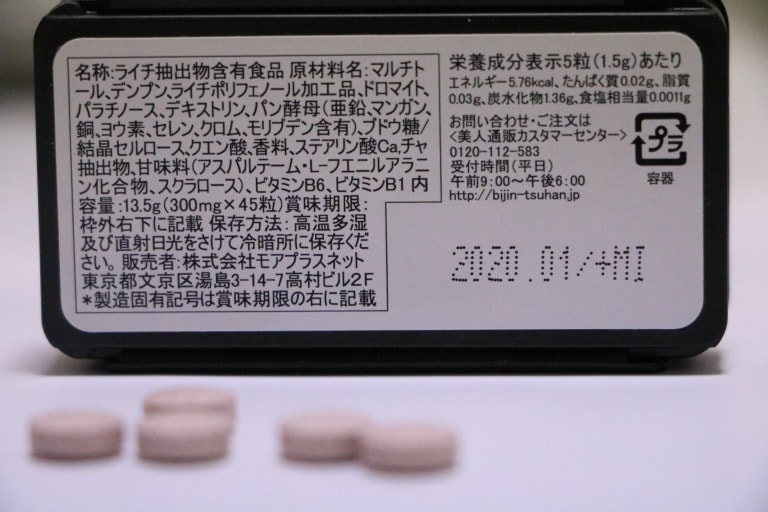 名称:ライチ抽出物含有食品 原材料名:マルチト
ール、デンプン、ライチポリフェノール加工品、ドロマイト、
パラチノース、デキストリン、パン酵母(亜鉛、マンガン、
銅、ヨウ素、セレン、クロム、モリブデン含有)、ブドウ糖/
結晶セルロース、クエン酸、香料、ステアリン酸Ca、チャ
抽出物、甘味料(アスパルテーム・L-フエニルアラニ
ン化合物、スクラロース)、ビタミンB6、ビタミンB1 内
容量:13.5g(300mg×45粒)賞味期限:
枠外右下に記載 保存方法:高温多湿
及び直射日光をさけて冷暗所に保存くだ
さい。販売者:株式会社モアプラスネット
東京都文京区湯島3-14-7高村ビル2F
*製造固有記号は賞味期限の右に記載
栄養成分表示5粒(1.5g)あたり
エネルギー5.76kcal、たんぱく質0.02g、脂質
0.03g、炭水化物1.36g、食塩相当量0.0011g
お問い合わせ・ご注文は
<美人通販カスタマーセンター>
0120-112-583
受付時間(平日)
午前9:00~午後6:00
http://bijin-tsuhan.jp
プラ
容器
2020.01/+MI